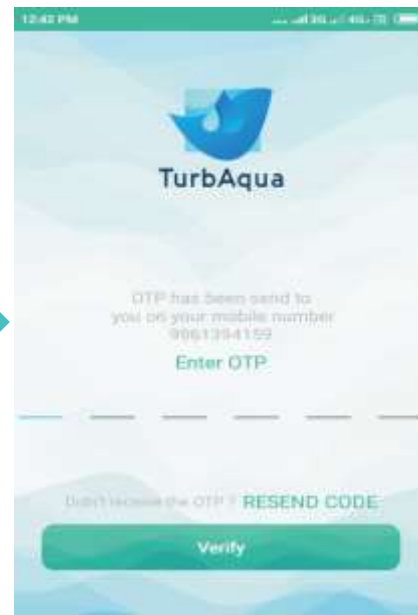 12:42 PM
TurbAqua
OTP has been send to
you on your mobile number
9961394159
Enter OTP
Didn't receive the OTP ? RESEND CODE
Verify